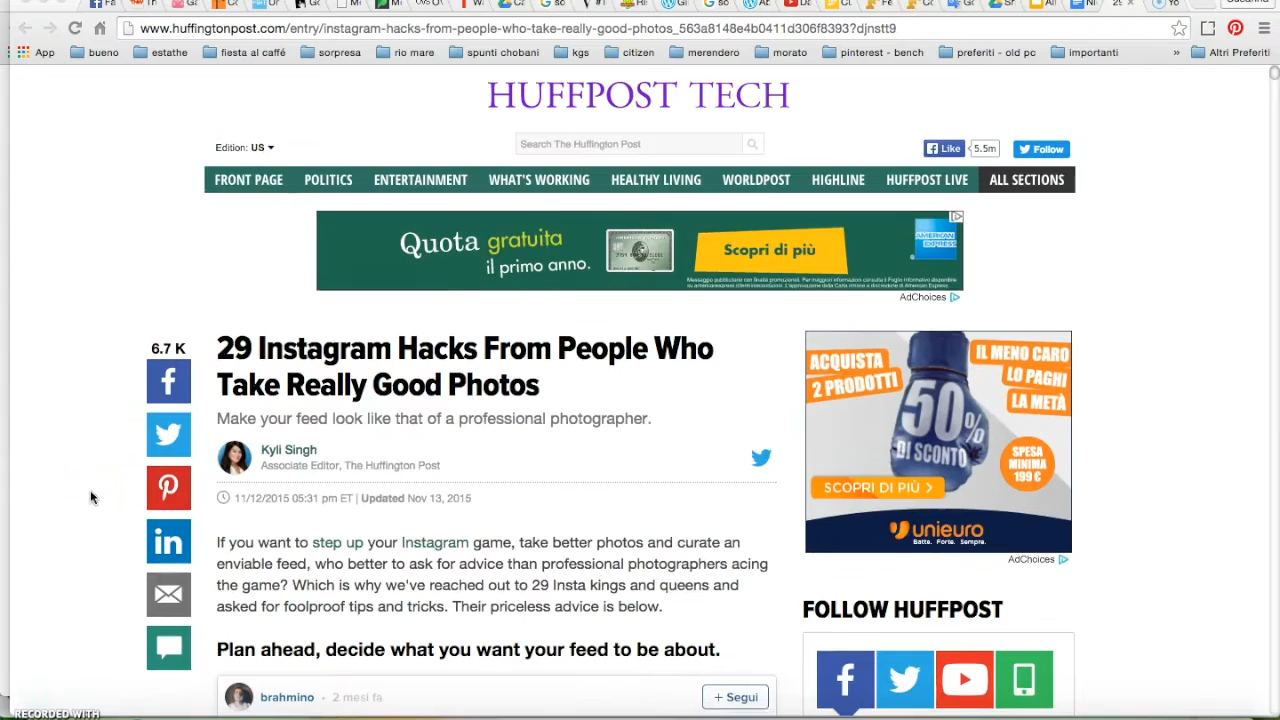 www.huffingtonpost.com/entry/instagram-hacks-from-people-who-take-really-good-photos_563a8148e4b0411d306f8393?djnstt9
App bueno estathe fiesta al caffé sorpresa rio mare spunti chobani kgs citizen merendero morato pinterest - bench preferiti - old pc importanti » Altri Preferiti
HUFFPOST TECH
Edition: US
Search The Huffington Post
Like 5.5m Follow
FRONT PAGE POLITICS ENTERTAINMENT WHAT'S WORKING HEALTHY LIVING WORLDPOST HIGHLINE HUFFPOST LIVE ALL SECTIONS
Quota gratuita
il primo anno.
Scopri di più
AMERICAN EXPRESS
AdChoices
6.7 K
29 Instagram Hacks From People Who
Take Really Good Photos
Make your feed look like that of a professional photographer.
Kyli Singh
Associate Editor, The Huffington Post
11/12/2015 05:31 pm ET | Updated Nov 13, 2015
If you want to step up your Instagram game, take better photos and curate an
enviable feed, who better to ask for advice than professional photographers acing
the game? Which is why we've reached out to 29 Insta kings and queens and
asked for foolproof tips and tricks. Their priceless advice is below.
Plan ahead, decide what you want your feed to be about.
brahmino · 2 mesi fa
+ Segui
ACQUISTA
2 PRODOTTI
IL MENO CARO
LO PAGHI
LA METÀ
50%
DI SCONTO
SPESA
MINIMA
199 €
SCOPRI DI PIÙ >
unieuro
Batte. Forte. Sempre.
AdChoices
FOLLOW HUFFPOST
RECORDED WITH